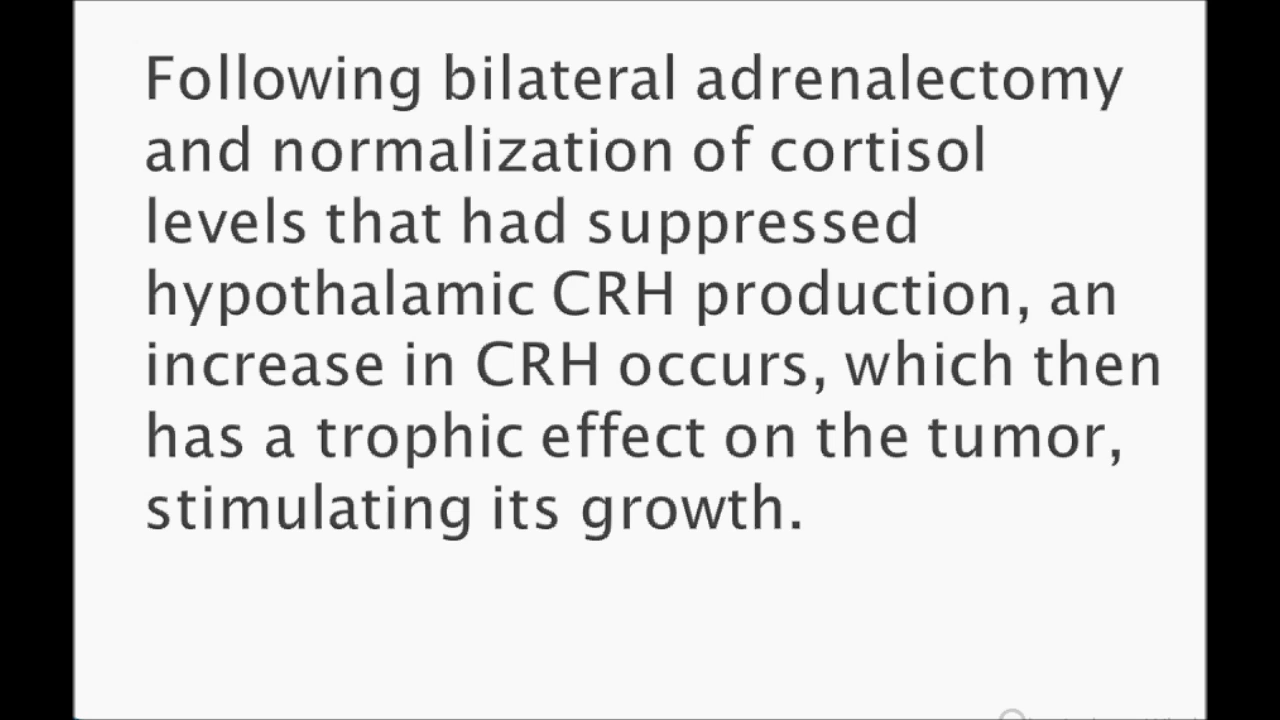 Following bilateral adrenalectomy
and normalization of cortisol
levels that had suppressed
hypothalamic CRH production, an
increase in CRH occurs, which then
has a trophic effect on the tumor,
stimulating its growth.